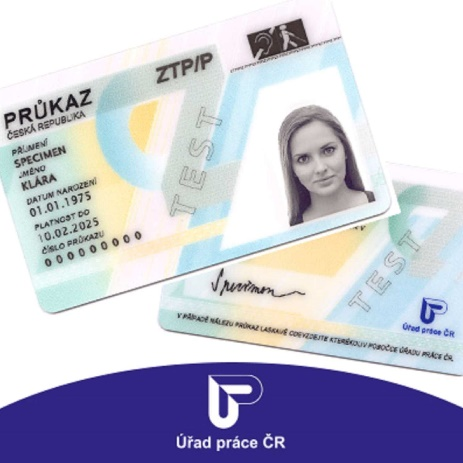 ZTP/P
PRŮKAZ
ČESKÁ REPUBLIKA
PŘÍJMENÍ
SPECIMEN
JMÉNO
KLÁRA
DATUM NAROZENÍ
01.01.1975
PLATNOST DO
10.02.2025
ČÍSLO PRŮKAZU
000000000
TEST
TEST
Specimen
Úřad práce ČR
V PŘÍPADĚ NÁLEZU PRŮKAZ LASKAVĚ ODEVZDEJTE KTERÉKOLIV POBOČCE ÚŘADU PRÁCE ČR.
Úřad práce ČR